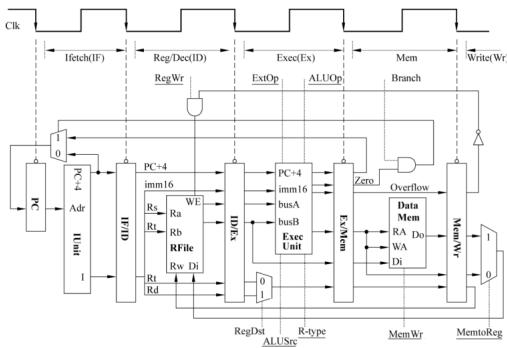 Clk
Ifetch(IF) Reg/Dec(ID) Exec(Ex) Mem Write(Wr)
RegWr ExtOp ALUOp Branch
1
0
PC+4 PC+4 PC+4
WE
Zero
imm16 imm16
Overflow
PC
Adr
IUnit
IF/ID
Rs Ra
Rt Rb
RFile
Rw Di
ID/Ex
busA
busB
Exec
Unit
Ex/Mem
Data
Mem
RA Do
WA
Di
Mem/Wr
1
0
I
Rt
Rd
0
1
RegDst R-type MemWr MemtoReg
ALUSrc